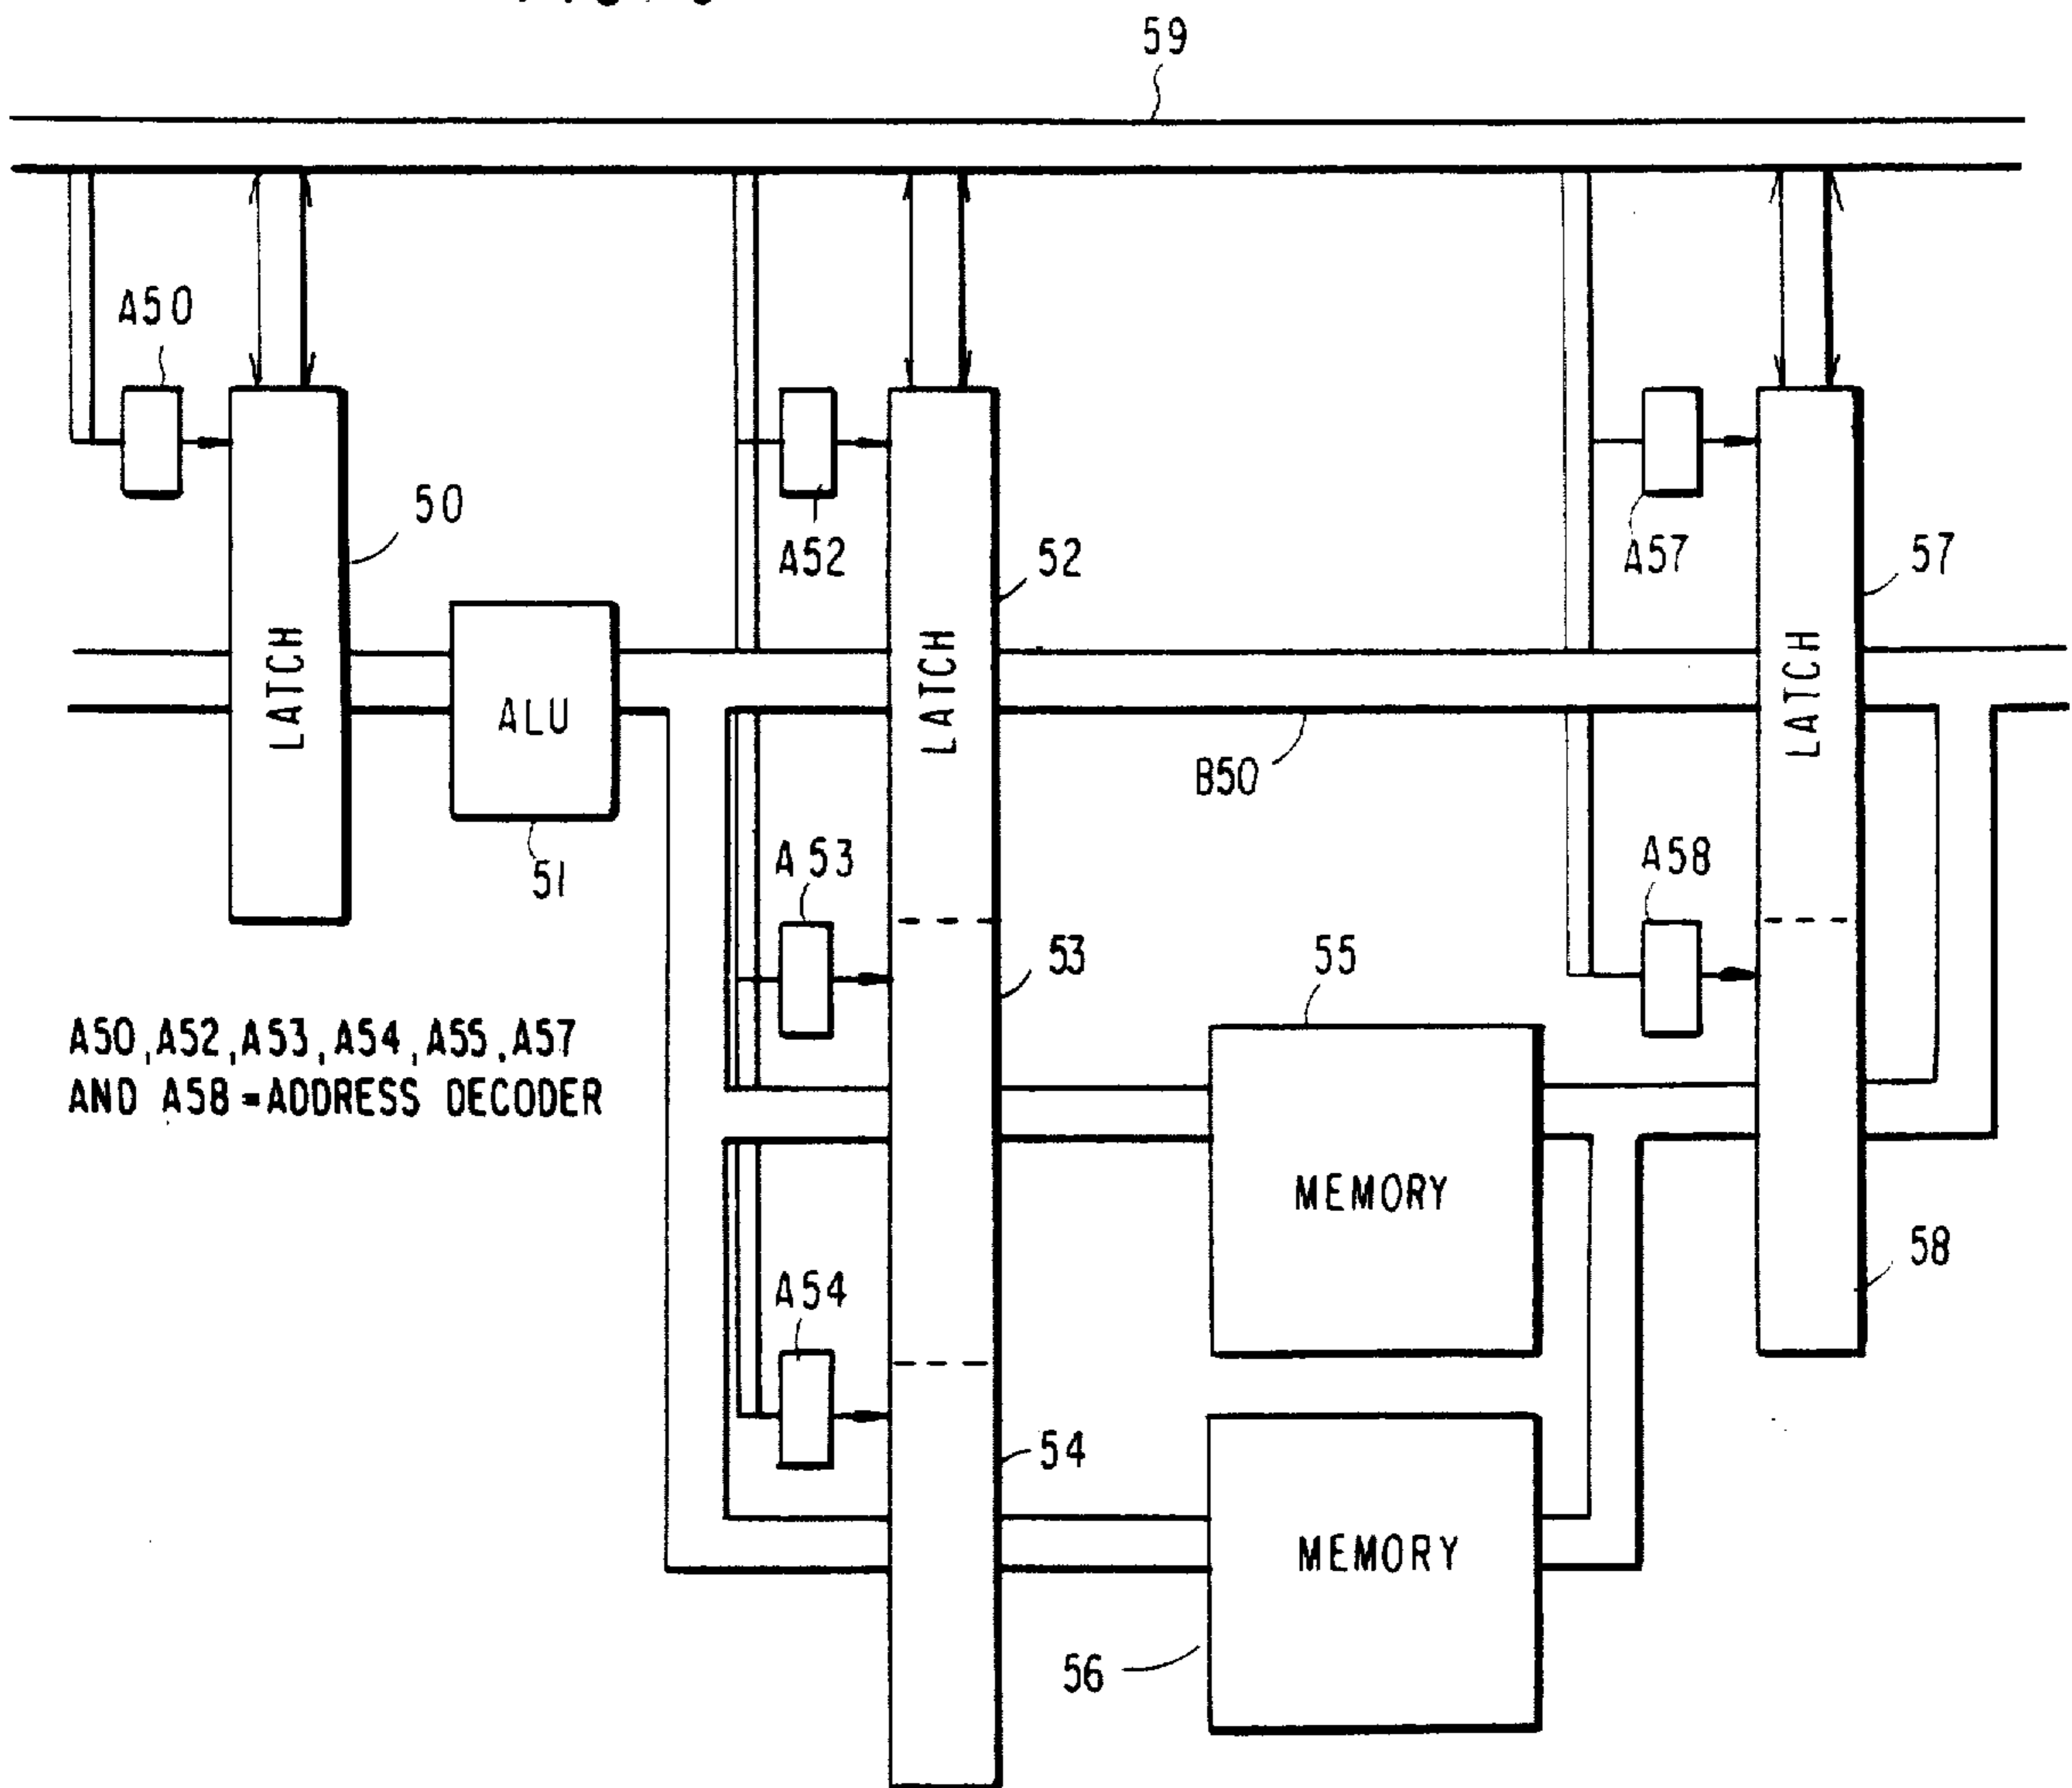 59
A50
50
A52
52
A57
57
LATCH
ALU
LATCH
LATCH
B50
51
A53
A58
53
55
A50, A52, A53, A54, A55, A57
AND A58=ADDRESS DECODER
MEMORY
58
A54
54
MEMORY
56